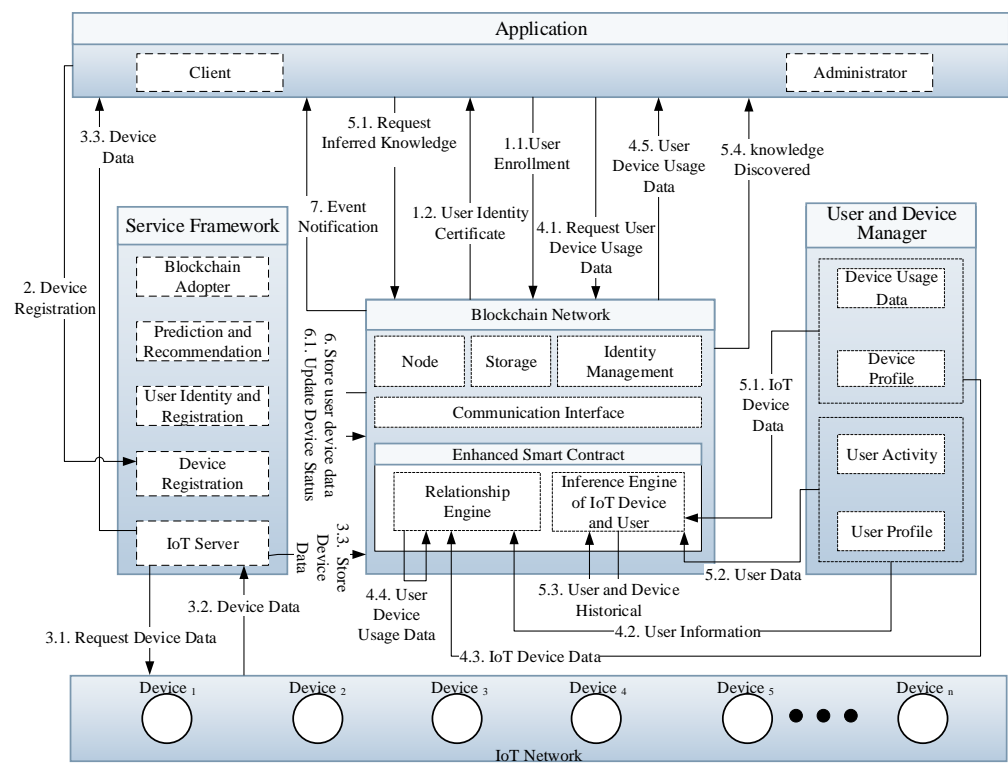 Application
Client
Administrator
3.3. Device
Data
5.1. Request
Inferred Knowledge
1.1.User
Enrollment
4.5. User
Device Usage
Data
5.4. knowledge
Discovered
7. Event
Notification
1.2. User Identity
Certificate
4.1. Request User
Device Usage
Data
2. Device
Registration
Service Framework
Blockchain
Adopter
Prediction and
Recommendation
User Identity and
Registration
Device
Registration
IoT Server
6. Store user device data
6.1. Update Device Status
3.3. Store
Device
Data
Blockchain Network
Node
Storage
Identity
Management
Communication Interface
Enhanced Smart Contract
Relationship
Engine
Inference Engine
of IoT Device
and User
User and Device
Manager
Device Usage
Data
Device
Profile
User Activity
User Profile
5.1. IoT
Device
Data
5.2. User Data
4.4. User
Device
Usage Data
5.3. User and Device
Historical
4.2. User Information
4.3. IoT Device Data
3.1. Request Device Data
3.2. Device Data
Device 1
Device 2
Device 3
Device 4
Device 5
Device n
IoT Network